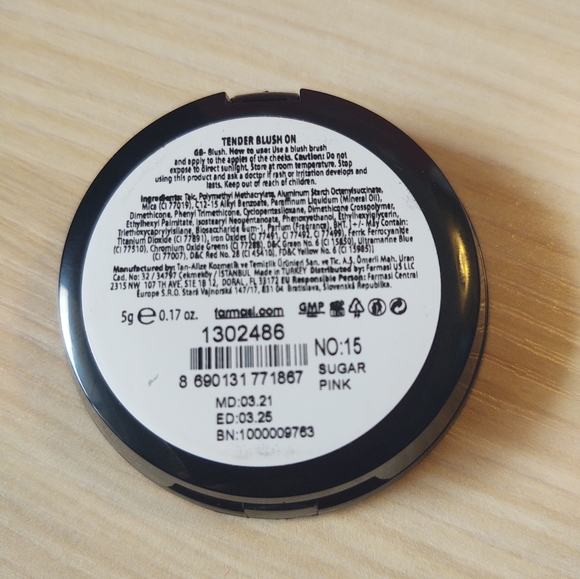 TENDER BLUSH ON
GB- Blush. How to use: Use a blush brush
and apply to the apples of the cheeks. Caution: Do not
expose to direct sunlight. Store at room temperature. Stop
using this product and ask a doctor if rash or irritation develops and
lasts. Keep out of reach of children.
Ingredients: Talc, Polymethyl Methacrylate, Aluminum Starch Octenylsuccinate,
Mica (CI 77019), C12-15 Alkyl Benzoate, Paraffinum Liquidum (Mineral Oil),
Dimethicone, Phenyl Trimethicone, Cyclopentasiloxane, Dimethicone Crosspolymer,
Ethylhexyl Palmitate, Isostearyl Neopentanoate, Phenoxyethanol, Ethylhexylglycerin,
Triethoxycaprylylsilane, Biosaccharide Gum-1, Parfum (Fragrance), BHT. [ +/- May Contain:
Titanium Dioxide (CI 77891), Iron Oxides (CI 77491, CI 77492, CI 77499), Ferric Ferrocyanide
(CI 77510), Chromium Oxide Greens (CI 77288), D&C Green No. 6 (CI 15850), Ultramarine Blue
(CI 77007), D&C Red No. 28 (CI 45410), FD&C Yellow No. 6 (CI 15985)]
Manufactured by: Tan-Alize Kozmetik ve Temizlik Ürünleri San. ve Tic. A.Ş. Ömerli Mah. Uran
Cad. No: 32 / 34797 Çekmeköy / İSTANBUL Made in TURKEY Distributed by: Farmasi US LLC
2315 NW 107 TH AVE, STE 1B 12, DORAL, FL 33172 EU Responsible Person: Farmasi Central
Europe S.R.O. Stará Vajnorská 147/17, 831 04 Bratislava, Slovenská Republika.
5g e 0.17 oz. farmasi.com GMP
1302486
8 690131 771867
NO:15
SUGAR
PINK
MD:03.21
ED:03.25
BN:1000009763